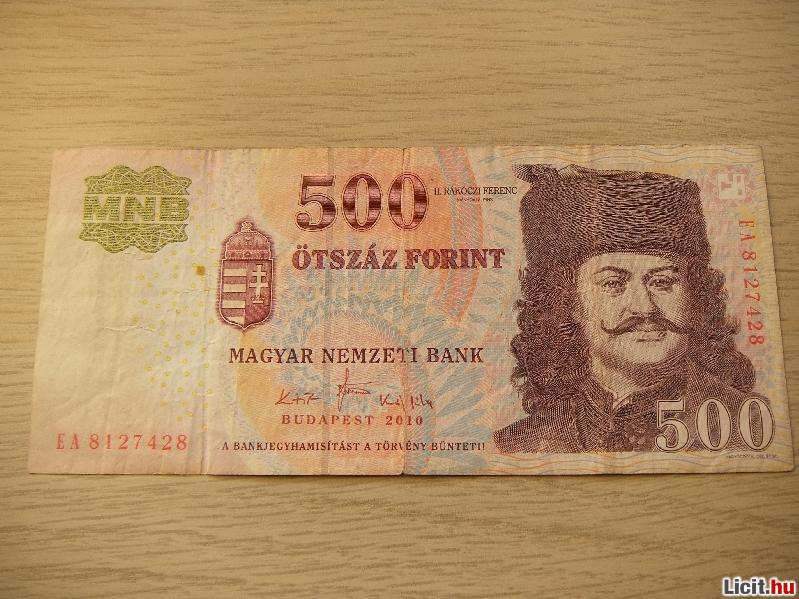 MNB
500
II. RÁKÓCZI FERENC
ÖTSZÁZ FORINT
EA 8127428
MAGYAR NEMZETI BANK
BUDAPEST 2010
500
EA 8127428
A BANKJEGYHAMISÍTÁST A TÖRVÉNY BÜNTETI!
Licit.hu